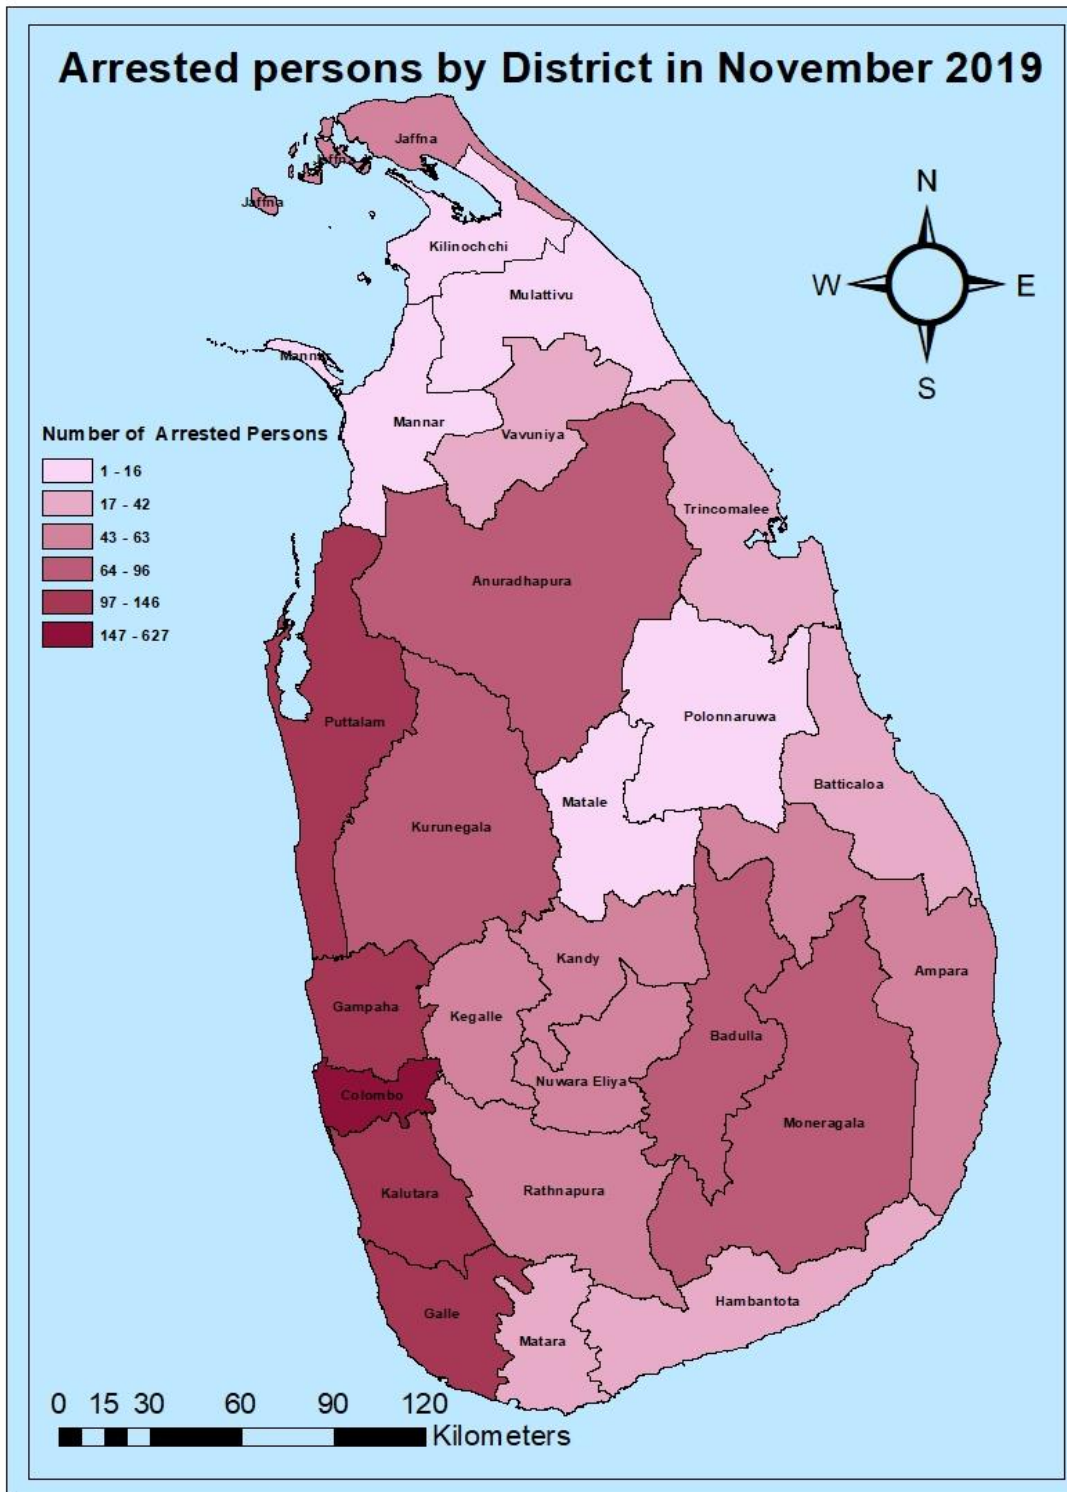 Arrested persons by District in November 2019
Jaffna
Jaffna
Jaffna
N
W
E
S
Kilinochchi
Mulattivu
Mannar
Mannar
Vavuniya
Number of Arrested Persons
1 - 16
17 - 42
43 - 63
64 - 96
97 - 146
147 - 627
Trincomalee
Anuradhapura
Puttalam
Polonnaruwa
Batticaloa
Matale
Kurunegala
Kandy
Ampara
Gampaha
Kegalle
Badulla
Nuwara Eliya
Colombo
Moneragala
Kalutara
Rathnapura
Hambantota
Galle
Matara
0 15 30 60 90 120
Kilometers